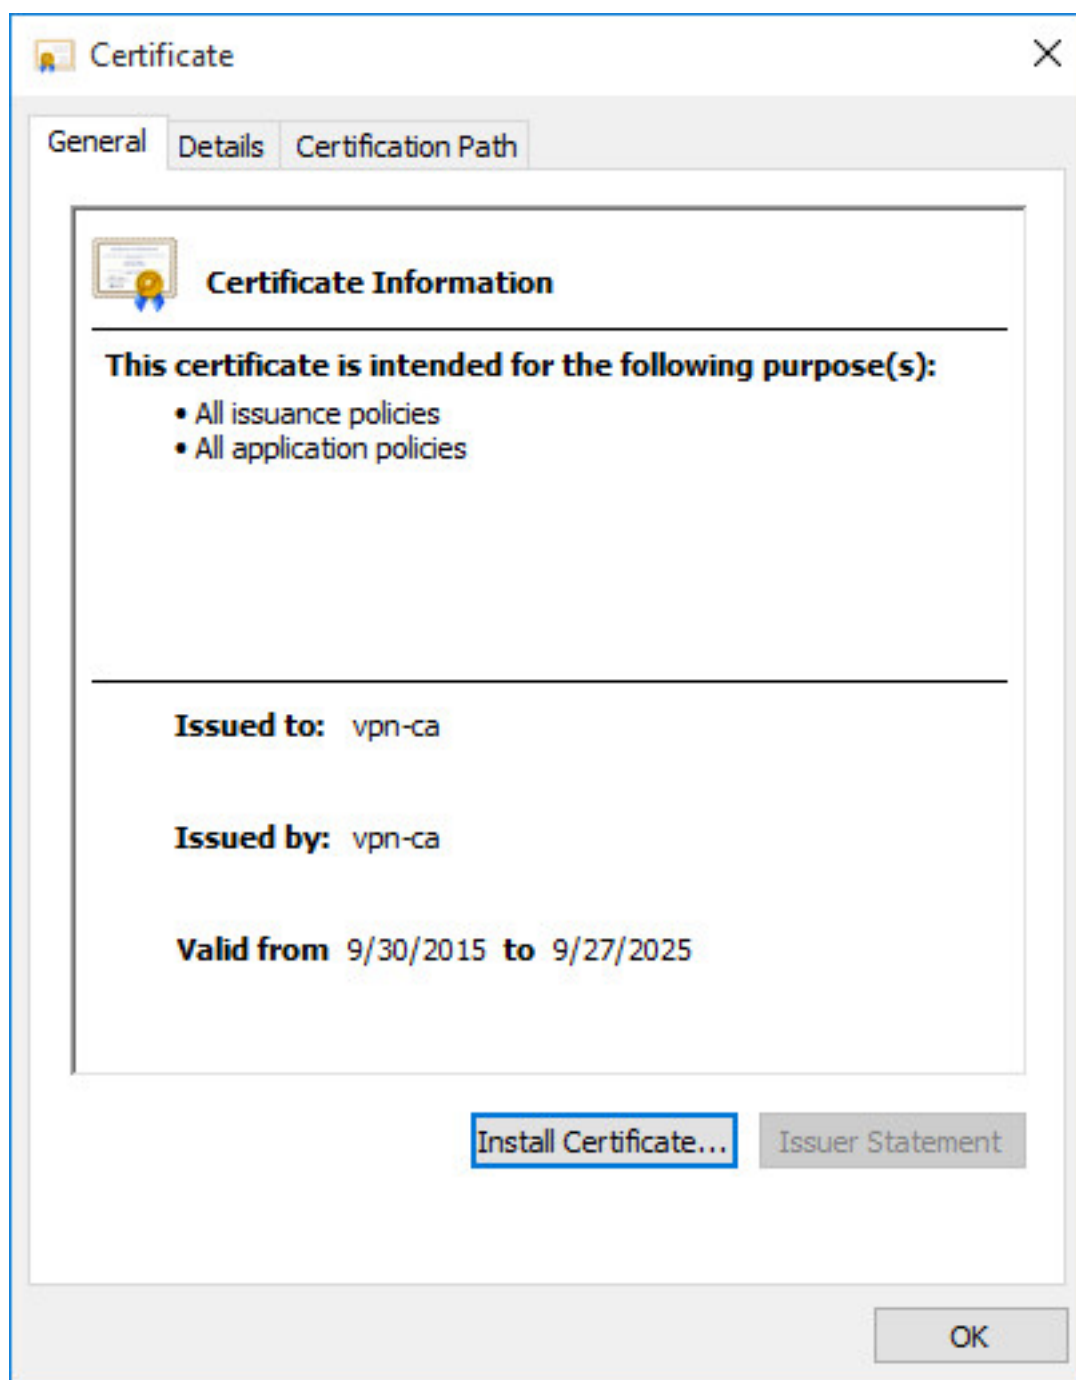 Certificate
General Details Certification Path
Certificate Information
This certificate is intended for the following purpose(s):
• All issuance policies
• All application policies
Issued to: vpn-ca
Issued by: vpn-ca
Valid from 9/30/2015 to 9/27/2025
Install Certificate... Issuer Statement
OK